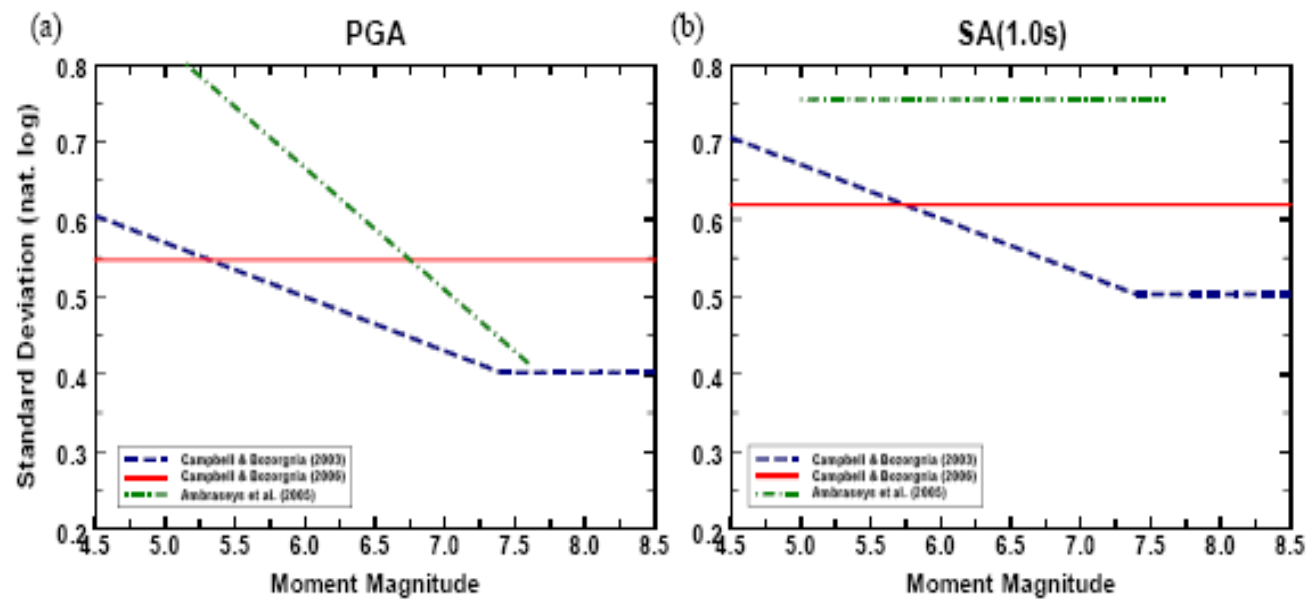 (a)
PGA
0.8
0.7
0.6
0.5
0.4
0.3
0.2
4.5 5.0 5.5 6.0 6.5 7.0 7.5 8.0 8.5
Standard Deviation (nat. log)
Moment Magnitude
Campbell & Bozorgnia (2003)
Campbell & Bozorgnia (2006)
Ambraseys et al. (2005)
(b)
SA(1.0s)
0.8
0.7
0.6
0.5
0.4
0.3
0.2
4.5 5.0 5.5 6.0 6.5 7.0 7.5 8.0 8.5
Moment Magnitude
Campbell & Bozorgnia (2003)
Campbell & Bozorgnia (2006)
Ambraseys et al. (2005)